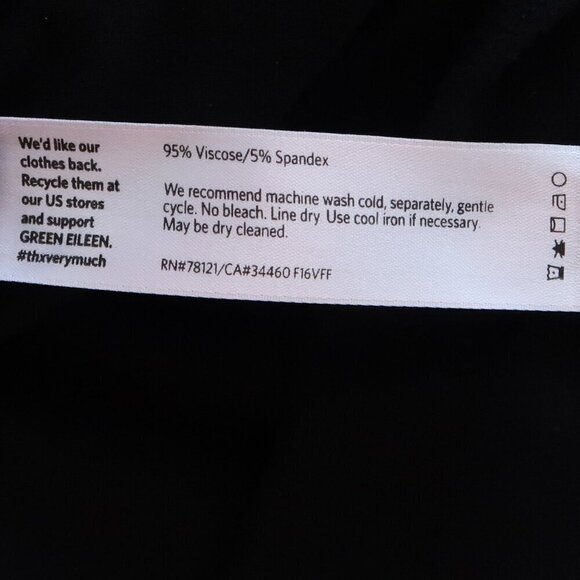 We'd like our
clothes back.
Recycle them at
our US stores
and support
GREEN EILEEN.
#thxverymuch
95% Viscose/5% Spandex
We recommend machine wash cold, separately, gentle
cycle. No bleach. Line dry. Use cool iron if necessary.
May be dry cleaned.
RN#78121/CA#34460 F16VFF